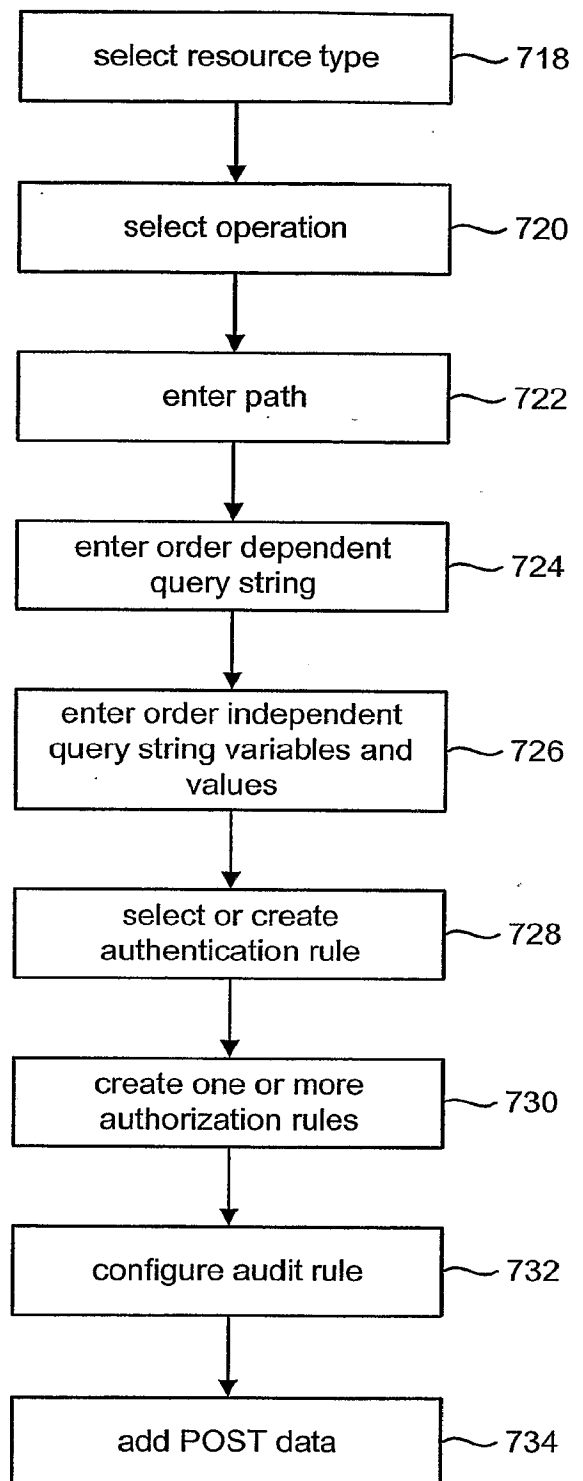 select resource type 718
select operation 720
enter path 722
enter order dependent
query string 724
enter order independent
query string variables and
values 726
select or create
authentication rule 728
create one or more
authorization rules 730
configure audit rule 732
add POST data 734